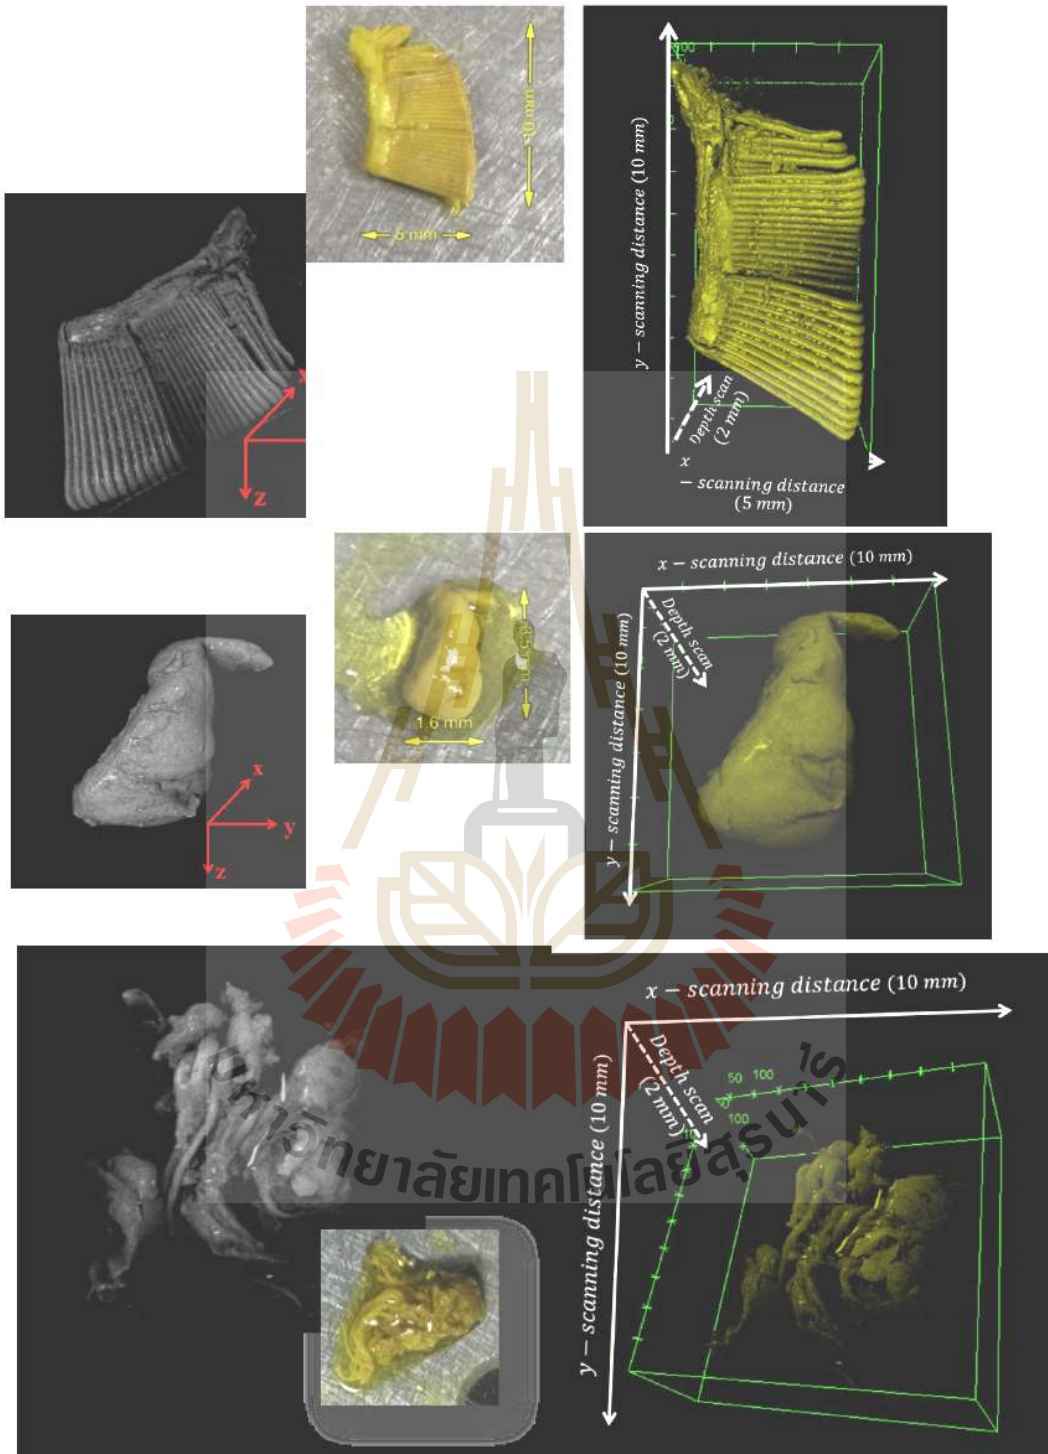 10 mm
5 mm
x
z
y − scanning distance (10 mm)
Depth scan
(2 mm)
x
− scanning distance
(5 mm)
1.6 mm
x
y
z
x − scanning distance (10 mm)
Depth scan
(2 mm)
y − scanning distance (10 mm)
x − scanning distance (10 mm)
Depth scan
(2 mm)
y − scanning distance (10 mm)
50 100
50
100
มหาวิทยาลัยเทคโนโลยีสุรนารี